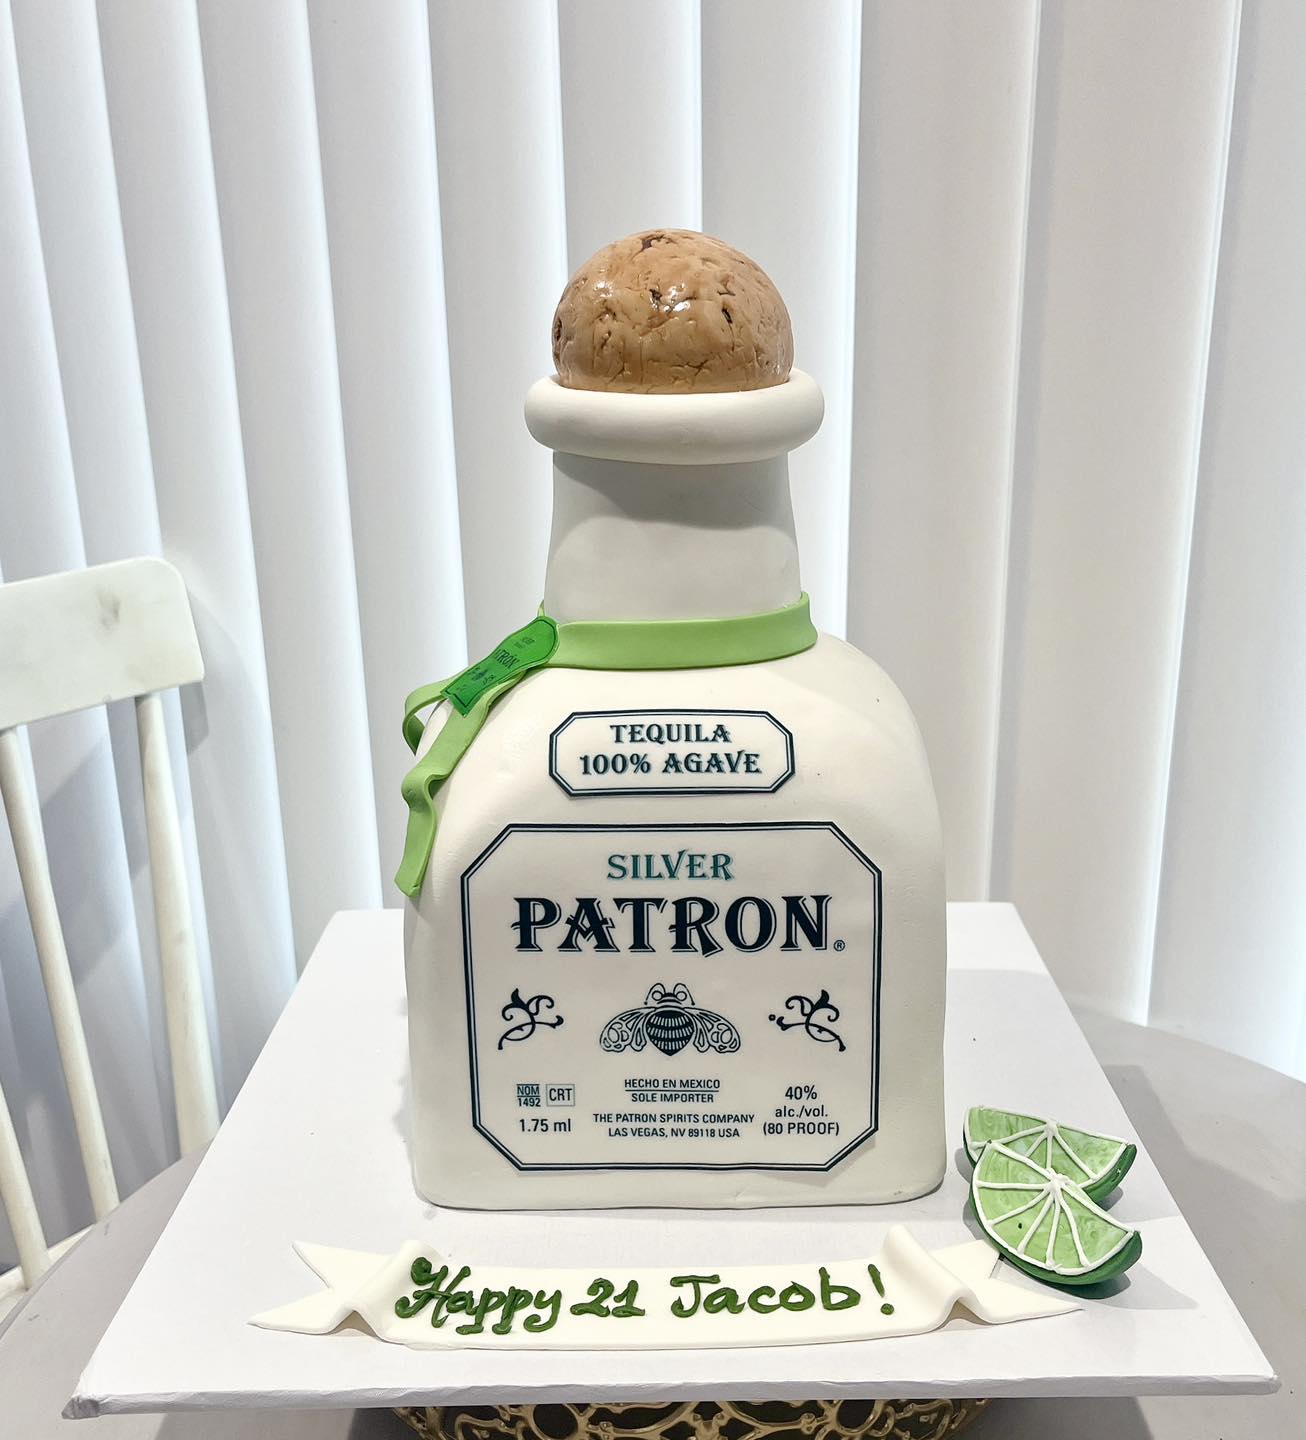 PATRÓN
TEQUILA
100% AGAVE
SILVER
PATRON®
NOM
1492
CRT
1.75 ml
HECHO EN MEXICO
SOLE IMPORTER
THE PATRON SPIRITS COMPANY
LAS VEGAS, NV 89118 USA
40%
alc./vol.
(80 PROOF)
Happy 21 Jacob!